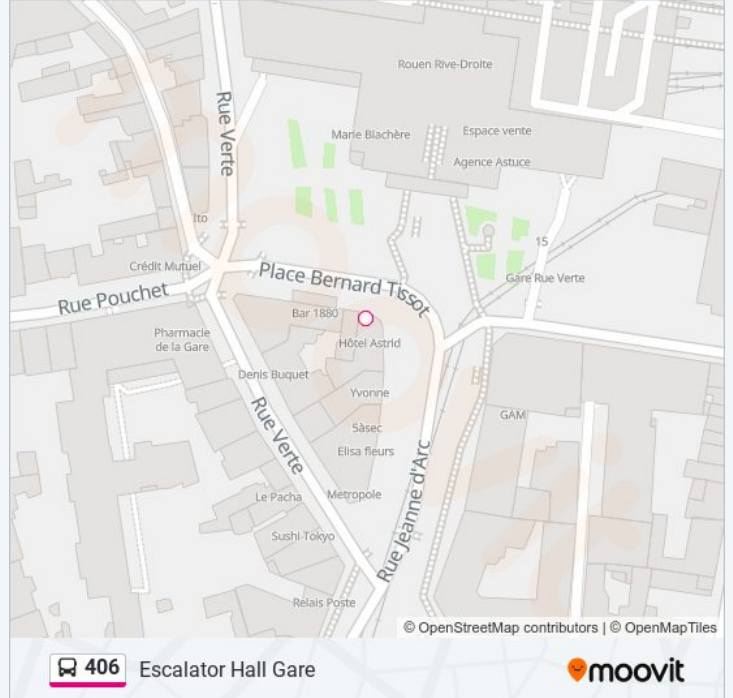 Rouen Rive-Droite
Rue Verte
Marie Blachère
Espace vente
Agence Astuce
Ito
15
Crédit Mutuel
Place Bernard Tissot
Gare Rue Verte
Rue Pouchet
Bar 1880
Pharmacie
de la Gare
Hôtel Astrid
Denis Buquet
Yvonne
Rue Verte
GAM
5àsec
Elisa fleurs
Rue Jeanne d'Arc
Le Pacha
Metropole
Sushi-Tokyo
Relais Poste
© OpenStreetMap contributors | © OpenMapTiles
406 Escalator Hall Gare
moovit